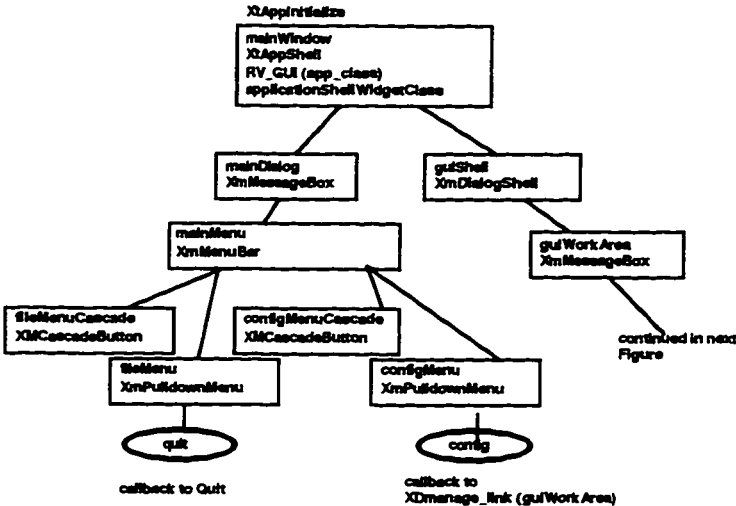 XtAppInitialize
mainWindow
XtAppShell
RV_GUI (app_class)
applicationShellWidgetClass
mainDialog
XmMessageBox
guiShell
XmDialogShell
mainMenu
XmMenuBar
guiWorkArea
XmMessageBox
fileMenuCascade
XMCascadeButton
configMenuCascade
XMCascadeButton
continued in next
Figure
fileMenu
XmPulldownMenu
configMenu
XmPulldownMenu
quit
config
callback to Quit
callback to
XDmanage_link (guiWorkArea)